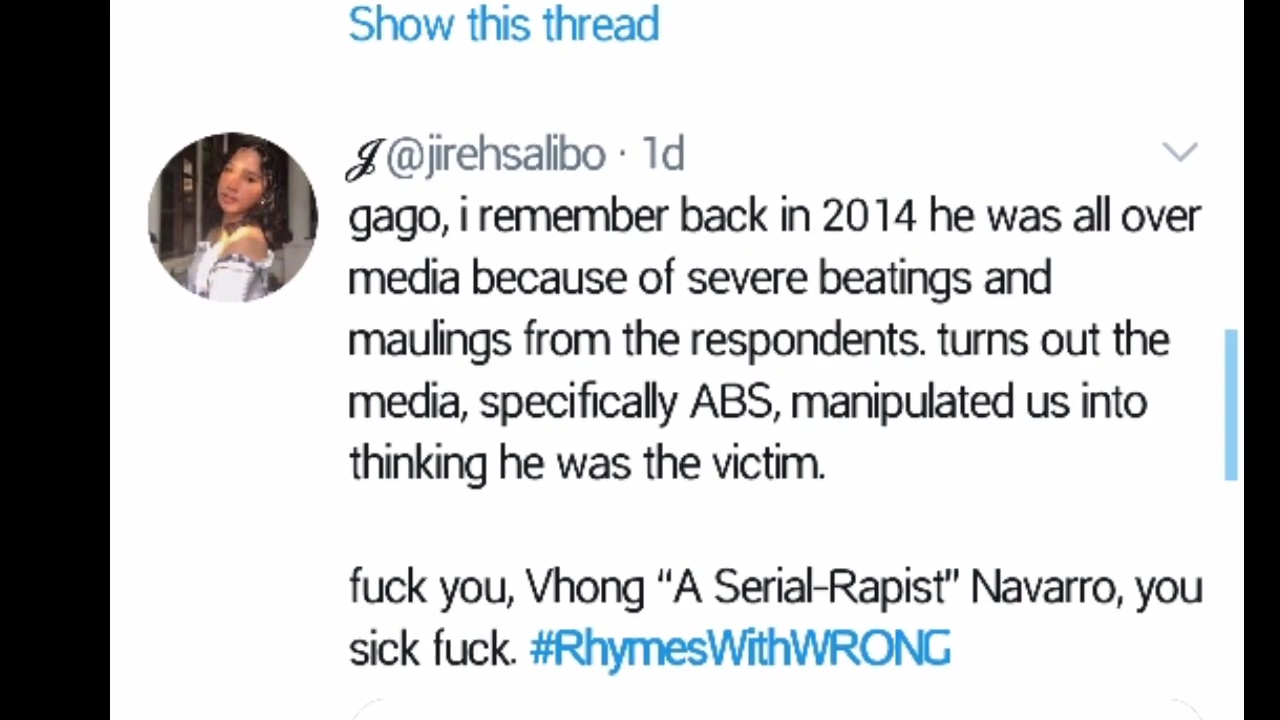 Show this thread
J @jirehsalibo · 1d
gago, i remember back in 2014 he was all over
media because of severe beatings and
maulings from the respondents. turns out the
media, specifically ABS, manipulated us into
thinking he was the victim.
fuck you, Vhong “A Serial-Rapist” Navarro, you
sick fuck. #RhymesWithWRONG